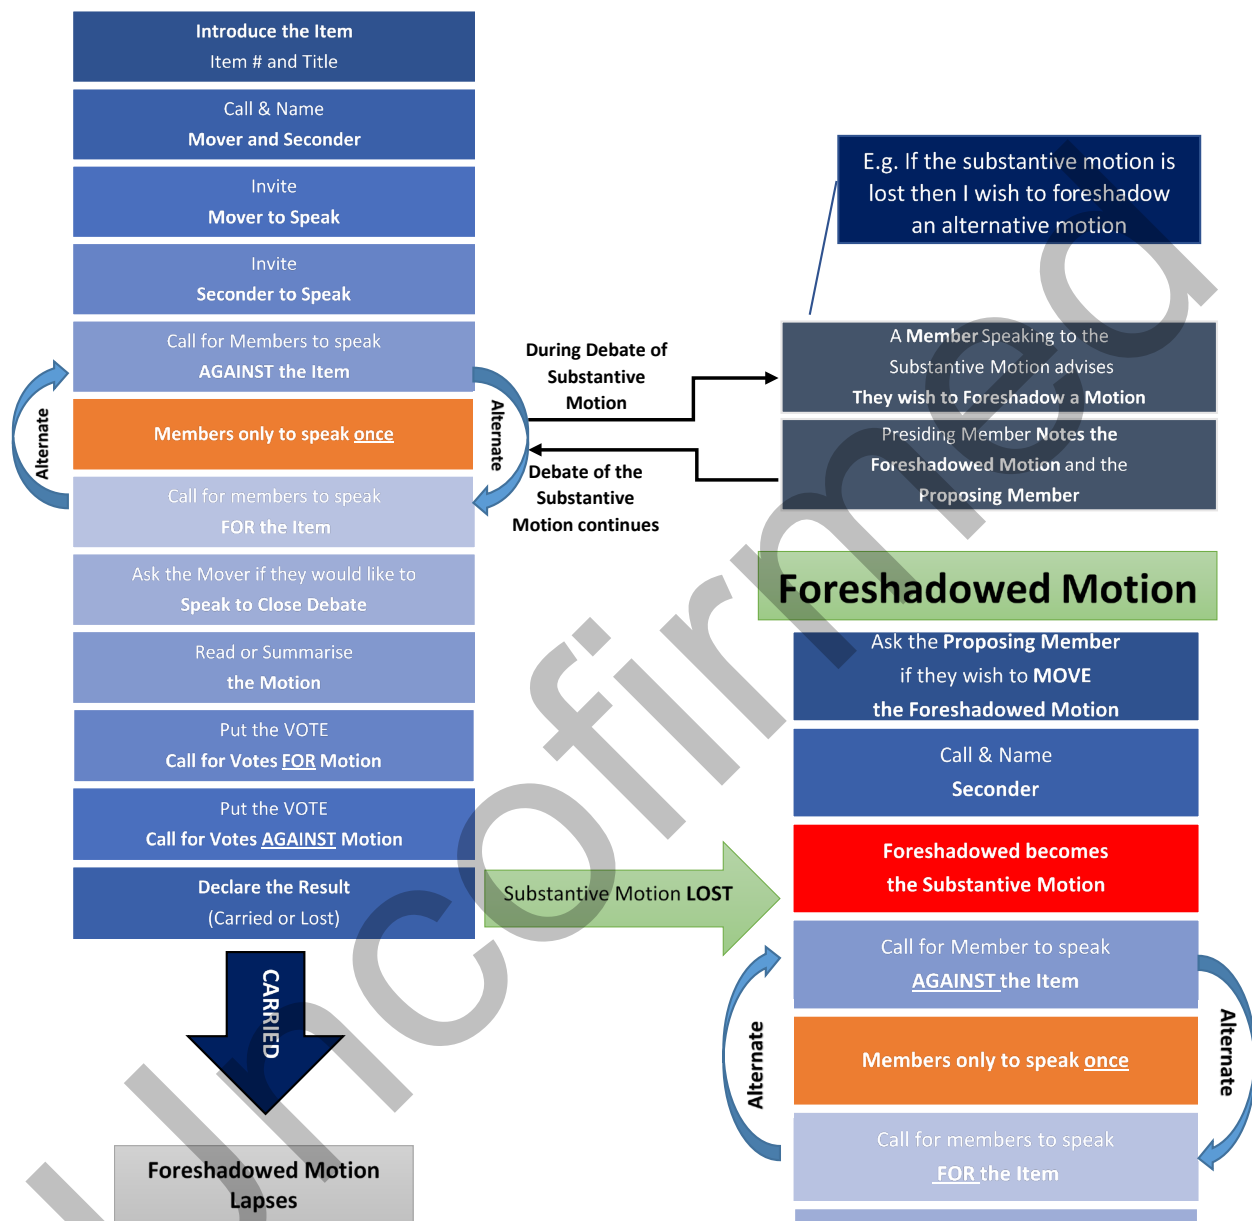 Introduce the Item
Item # and Title
Call & Name
Mover and Seconder
Invite
Mover to Speak
Invite
Seconder to Speak
Call for Members to speak
AGAINST the Item
Alternate
Members only to speak once
Alternate
Call for members to speak
FOR the Item
Ask the Mover if they would like to
Speak to Close Debate
Read or Summarise
the Motion
Put the VOTE
Call for Votes FOR Motion
Put the VOTE
Call for Votes AGAINST Motion
Declare the Result
(Carried or Lost)
CARRIED
Foreshadowed Motion
Lapses
During Debate of
Substantive
Motion
Debate of the
Substantive
Motion continues
E.g. If the substantive motion is
lost then I wish to foreshadow
an alternative motion
A Member Speaking to the
Substantive Motion advises
They wish to Foreshadow a Motion
Presiding Member Notes the
Foreshadowed Motion and the
Proposing Member
Substantive Motion LOST
Foreshadowed Motion
Ask the Proposing Member
if they wish to MOVE
the Foreshadowed Motion
Call & Name
Seconder
Foreshadowed becomes
the Substantive Motion
Call for Member to speak
AGAINST the Item
Alternate
Members only to speak once
Alternate
Call for members to speak
FOR the Item
Uncofirmed